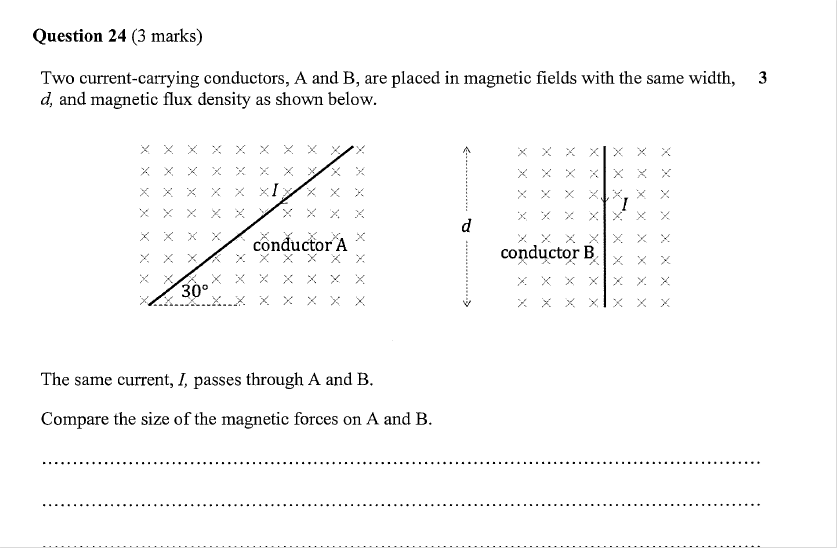 Question 24 (3 marks)
Two current-carrying conductors, A and B, are placed in magnetic fields with the same width, 3
d, and magnetic flux density as shown below.
I
conductor A
30°
d
I
conductor B
The same current, I, passes through A and B.
Compare the size of the magnetic forces on A and B.